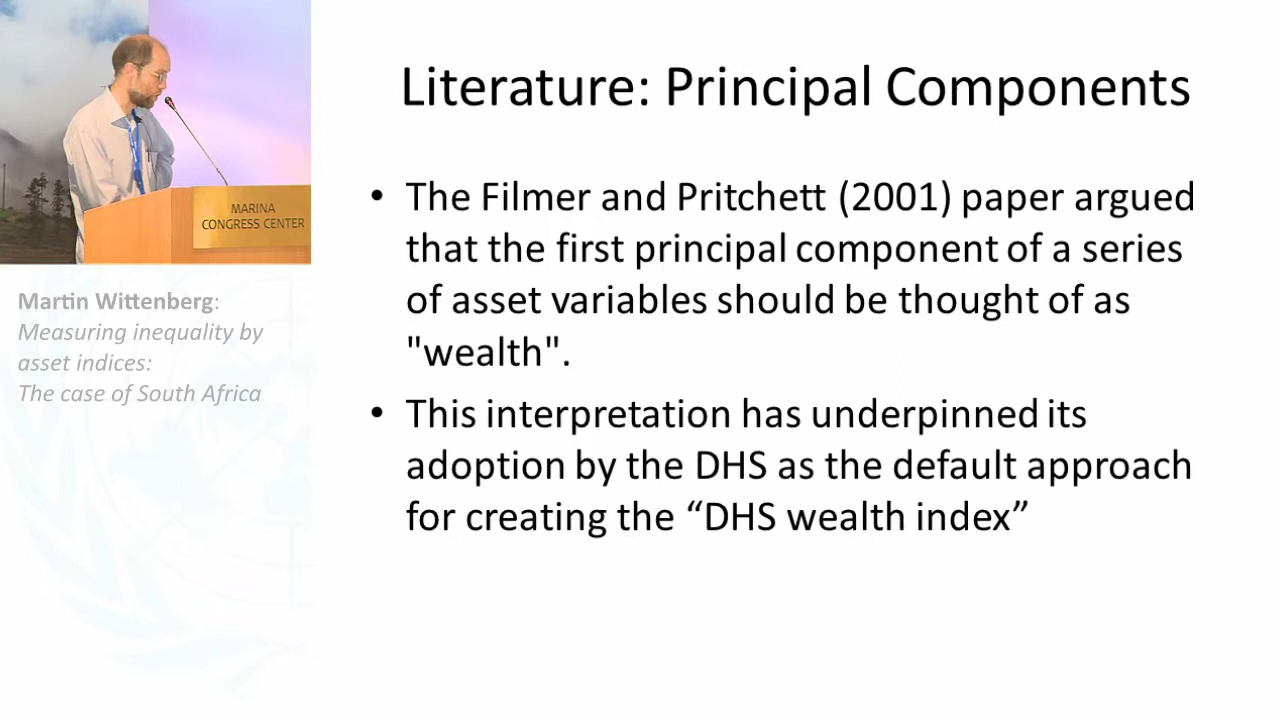 MARINA
CONGRESS CENTER
Martin Wittenberg:
Measuring inequality by
asset indices:
The case of South Africa
Literature: Principal Components
• The Filmer and Pritchett (2001) paper argued
that the first principal component of a series
of asset variables should be thought of as
"wealth".
• This interpretation has underpinned its
adoption by the DHS as the default approach
for creating the “DHS wealth index”